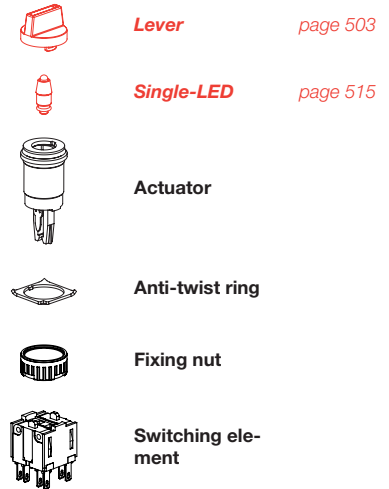 Lever page 503
Single-LED page 515
Actuator
Anti-twist ring
Fixing nut
Switching ele-
ment